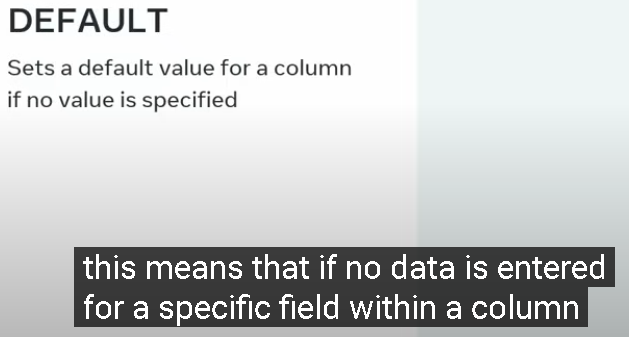 DEFAULT
Sets a default value for a column
if no value is specified
this means that if no data is entered
for a specific field within a column